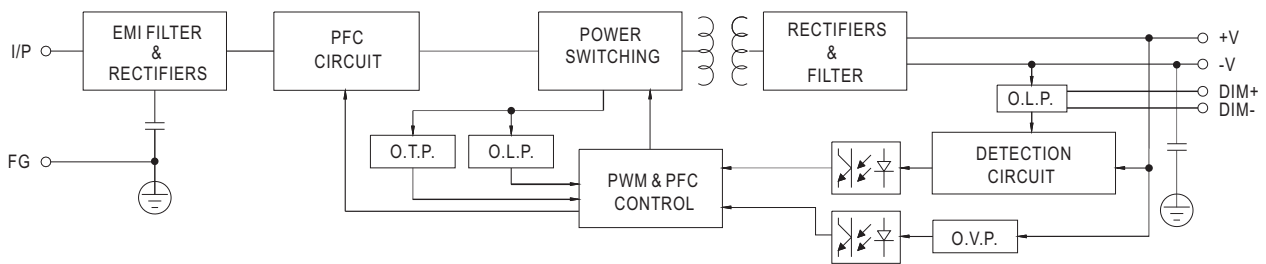 I/P
EMI FILTER
&
RECTIFIERS
PFC
CIRCUIT
POWER
SWITCHING
RECTIFIERS
&
FILTER
+V
-V
DIM+
DIM-
O.L.P.
FG
O.T.P.
O.L.P.
PWM & PFC
CONTROL
DETECTION
CIRCUIT
O.V.P.